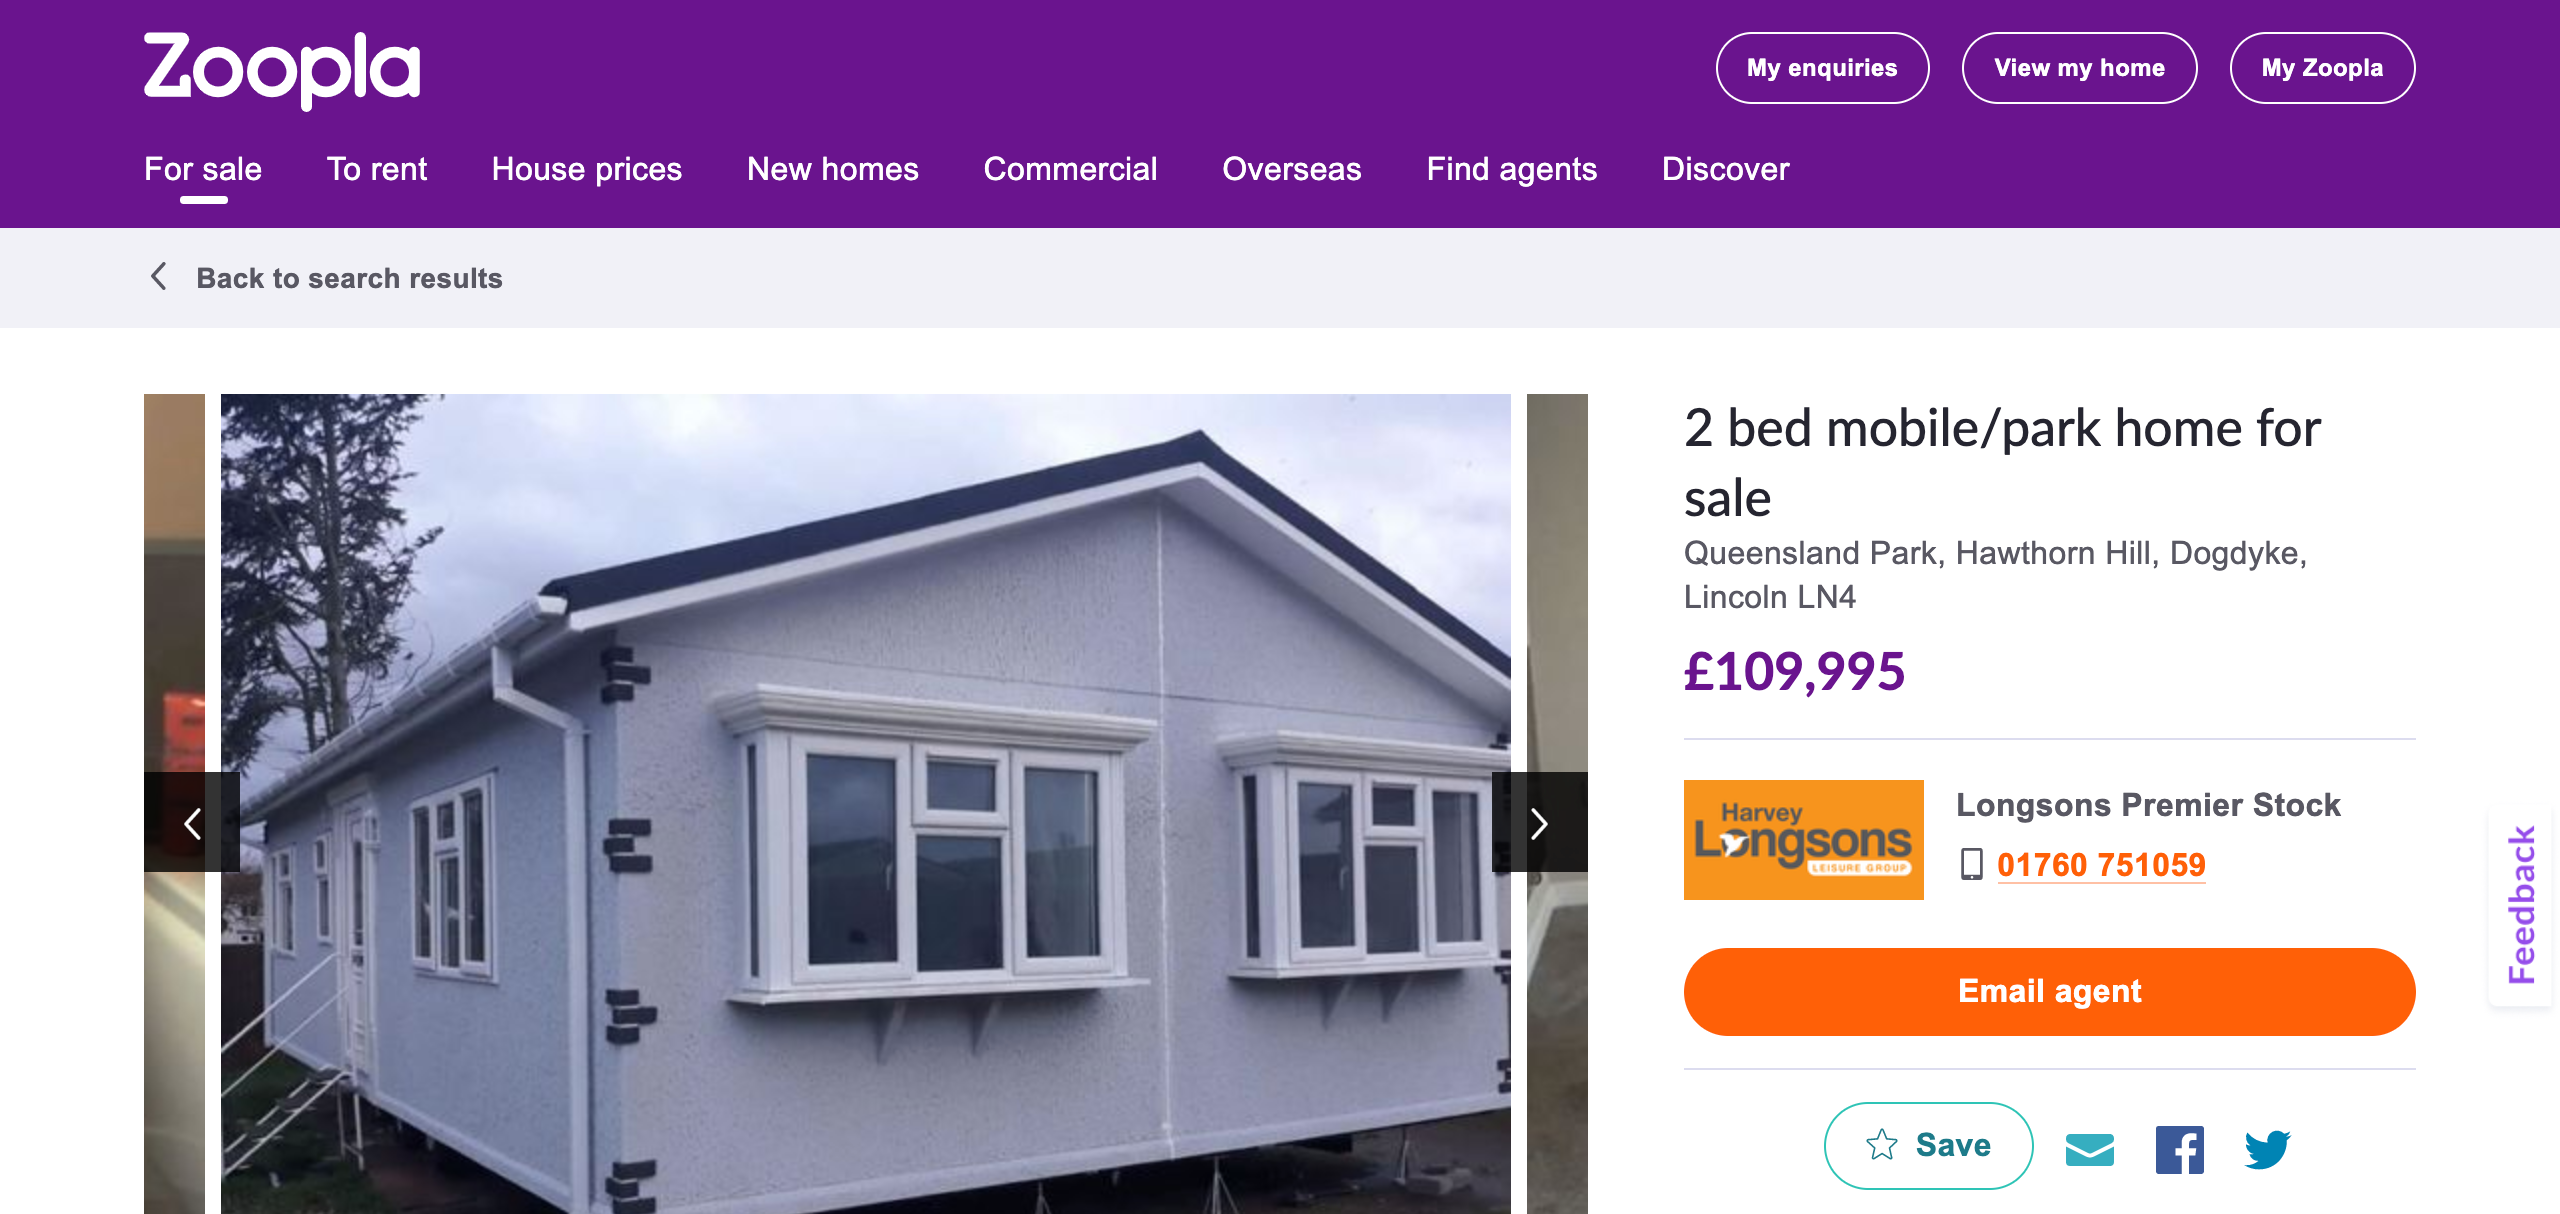 Zoopla
My enquiries
View my home
My Zoopla
For sale
To rent
House prices
New homes
Commercial
Overseas
Find agents
Discover
Back to search results
2 bed mobile/park home for
sale
Queensland Park, Hawthorn Hill, Dogdyke,
Lincoln LN4
£109,995
Harvey
Longsons
LEISURE GROUP
Longsons Premier Stock
01760 751059
Email agent
Save
Feedback